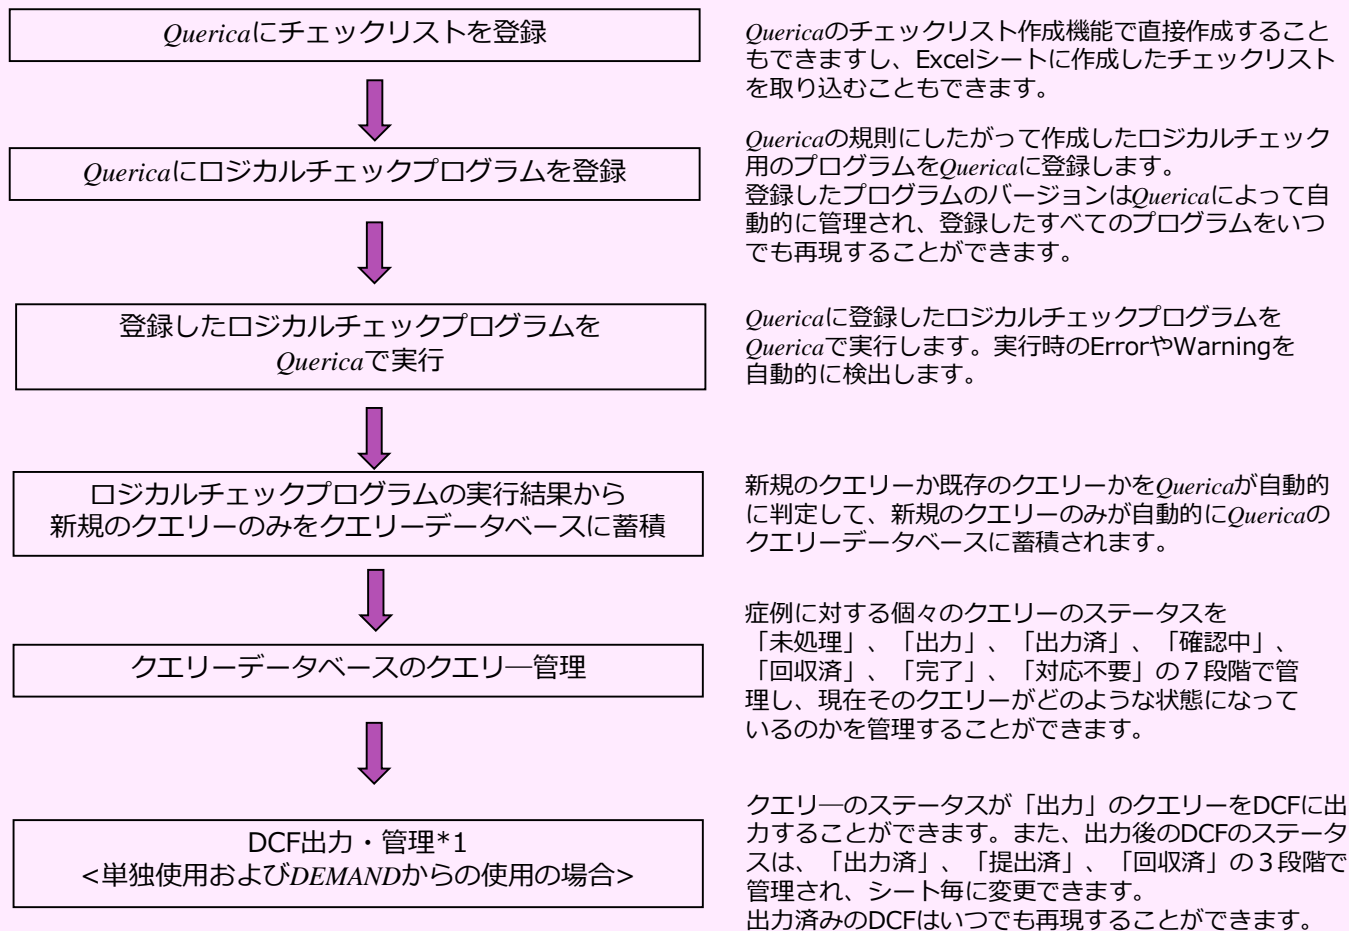 Quericaにチェックリストを登録
Quericaのチェックリスト作成機能で直接作成すること
もできますし、Excelシートに作成したチェックリスト
を取り込むこともできます。
Quericaにロジカルチェックプログラムを登録
Quericaの規則にしたがって作成したロジカルチェック
用のプログラムをQuericaに登録します。
登録したプログラムのバージョンはQuericaによって自
動的に管理され、登録したすべてのプログラムをいつ
でも再現することができます。
登録したロジカルチェックプログラムを
Quericaで実行
Quericaに登録したロジカルチェックプログラムを
Quericaで実行します。実行時のErrorやWarningを
自動的に検出します。
ロジカルチェックプログラムの実行結果から
新規のクエリーのみをクエリーデータベースに蓄積
新規のクエリーか既存のクエリーかをQuericaが自動的
に判定して、新規のクエリーのみが自動的にQuericaの
クエリーデータベースに蓄積されます。
クエリーデータベースのクエリ―管理
症例に対する個々のクエリーのステータスを
「未処理」、「出力」、「出力済」、「確認中」、
「回収済」、「完了」、「対応不要」の７段階で管
理し、現在そのクエリーがどのような状態になって
いるのかを管理することができます。
DCF出力・管理*1
<単独使用およびDEMANDからの使用の場合>
クエリ―のステータスが「出力」のクエリーをDCFに出
力することができます。また、出力後のDCFのステータ
スは、「出力済」、「提出済」、「回収済」の３段階で
管理され、シート毎に変更できます。
出力済みのDCFはいつでも再現することができます。